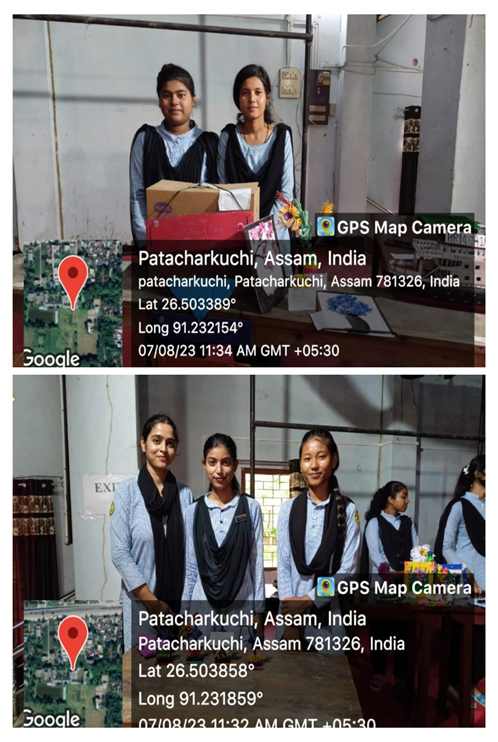 GPS Map Camera
Patacharkuchi, Assam, India
patacharkuchi, Patacharkuchi, Assam 781326, India
Lat 26.503389°
Long 91.232154°
07/08/23 11:34 AM GMT +05:30
Google
EXI
GPS Map Camera
Patacharkuchi, Assam, India
Patacharkuchi, Assam 781326, India
Lat 26.503858°
Long 91.231859°
07/08/23 11:32 AM GMT +05:30
Google